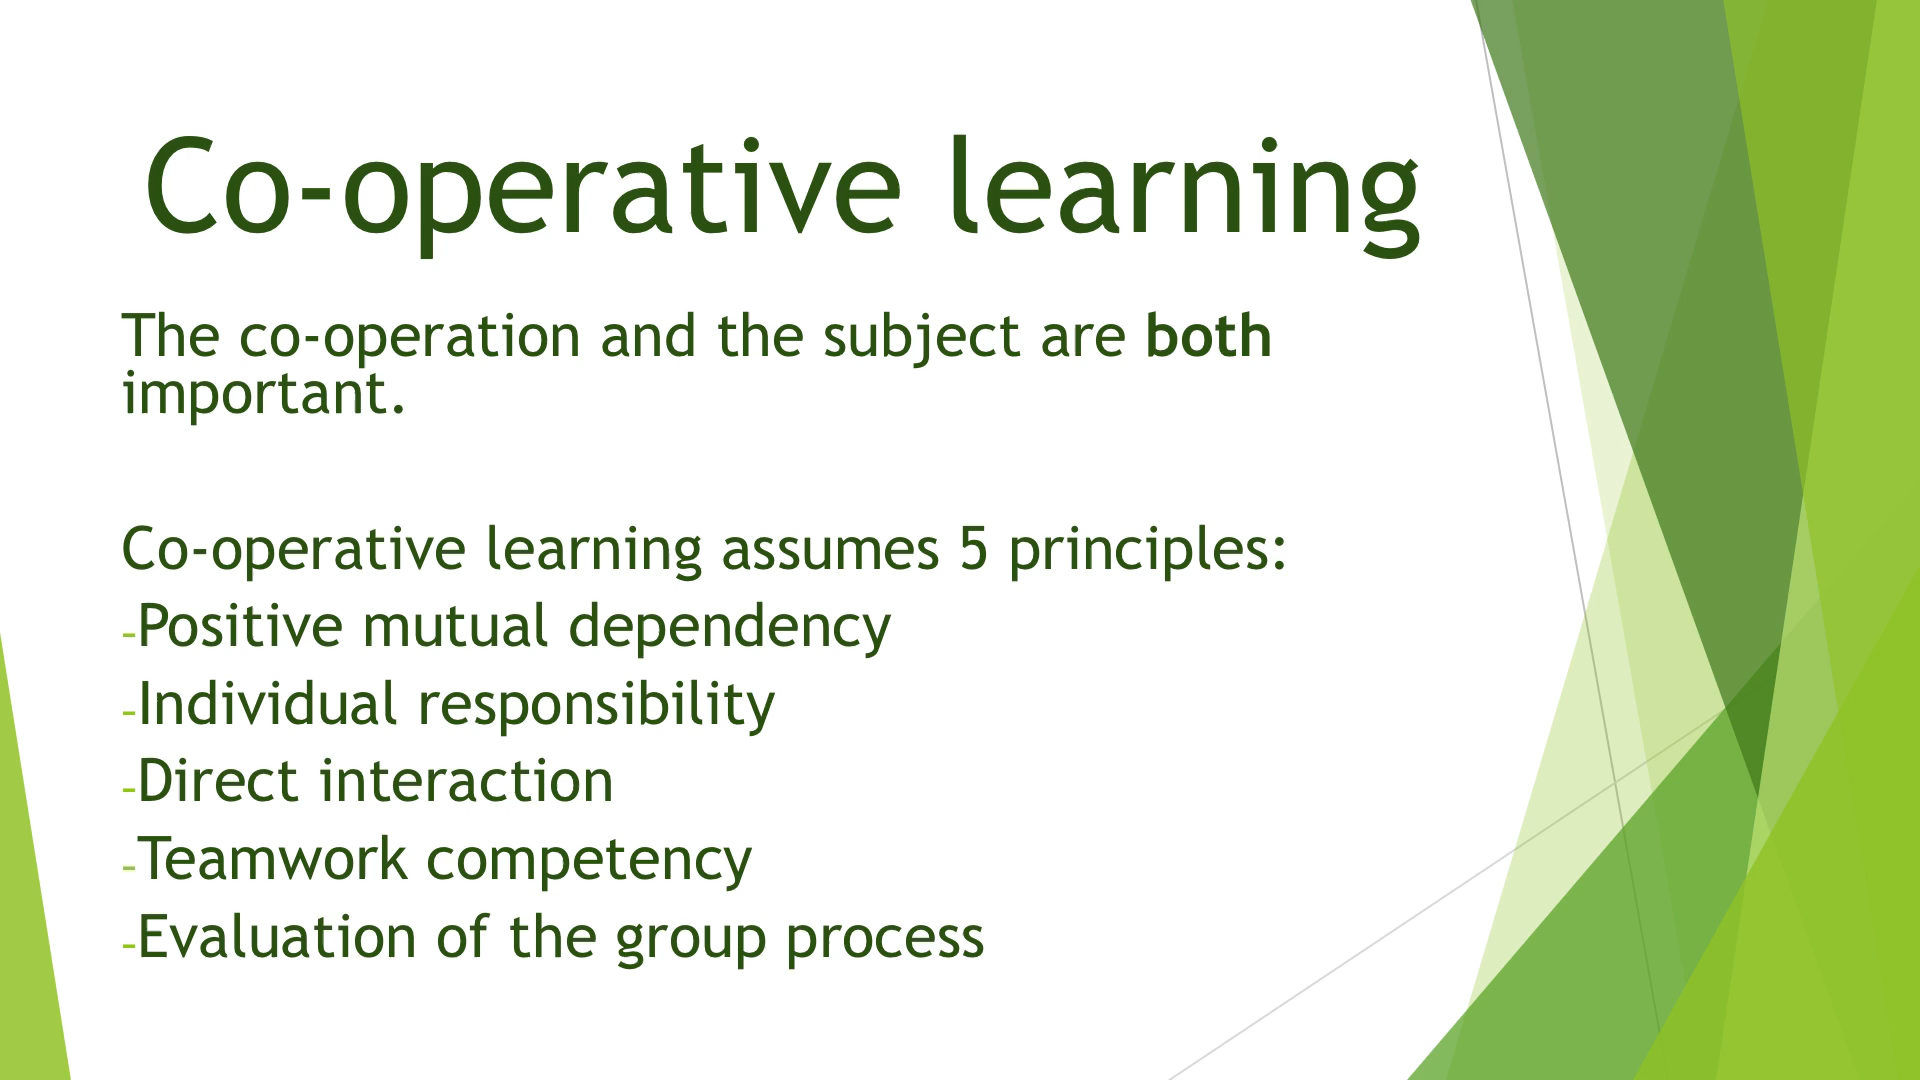 Co-operative learning
The co-operation and the subject are both
important.
Co-operative learning assumes 5 principles:
-Positive mutual dependency
-Individual responsibility
-Direct interaction
-Teamwork competency
-Evaluation of the group process